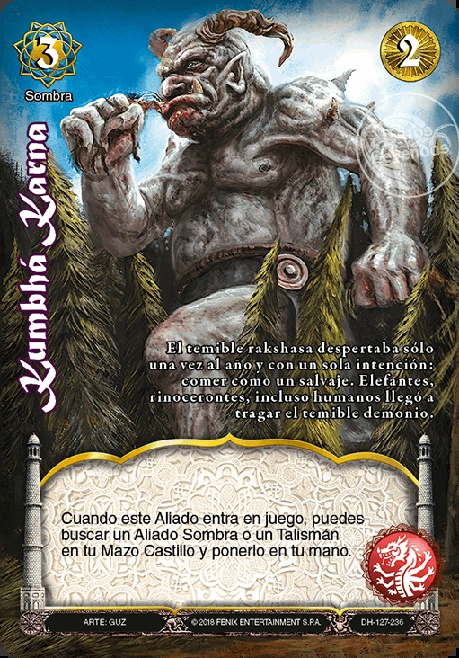 3
2
Sombra
Kumbhá Karna
El temible rakshasa despertaba sólo
una vez al año y con un sola intención:
comer como un salvaje. Elefantes,
rinocerontes, incluso humanos llegó a
tragar el temible demonio.
Cuando este Aliado entra en juego, puedes
buscar un Aliado Sombra o un Talismán
en tu Mazo Castillo y ponerlo en tu mano.
ARTE: GUZ
© 2018 FENIX ENTERTAINMENT S.P.A.
DH-127-236